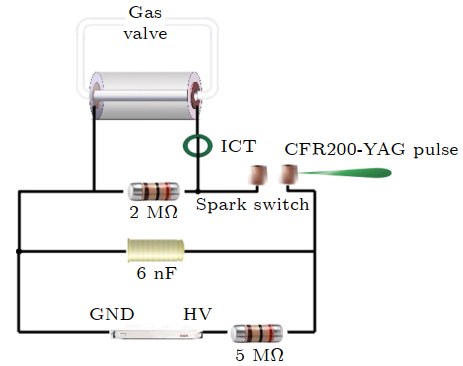 Gas
valve
ICT
CFR200-YAG pulse
2 MΩ
Spark switch
6 nF
GND
HV
5 MΩ